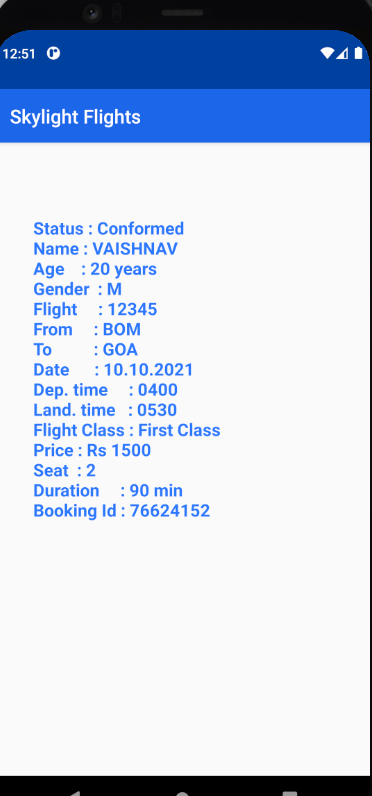 12:51
Skylight Flights
Status : Conformed
Name : VAISHNAV
Age    : 20 years
Gender  : M
Flight     : 12345
From     : BOM
To          : GOA
Date      : 10.10.2021
Dep. time     : 0400
Land. time   : 0530
Flight Class : First Class
Price : Rs 1500
Seat  : 2
Duration     : 90 min
Booking Id : 76624152